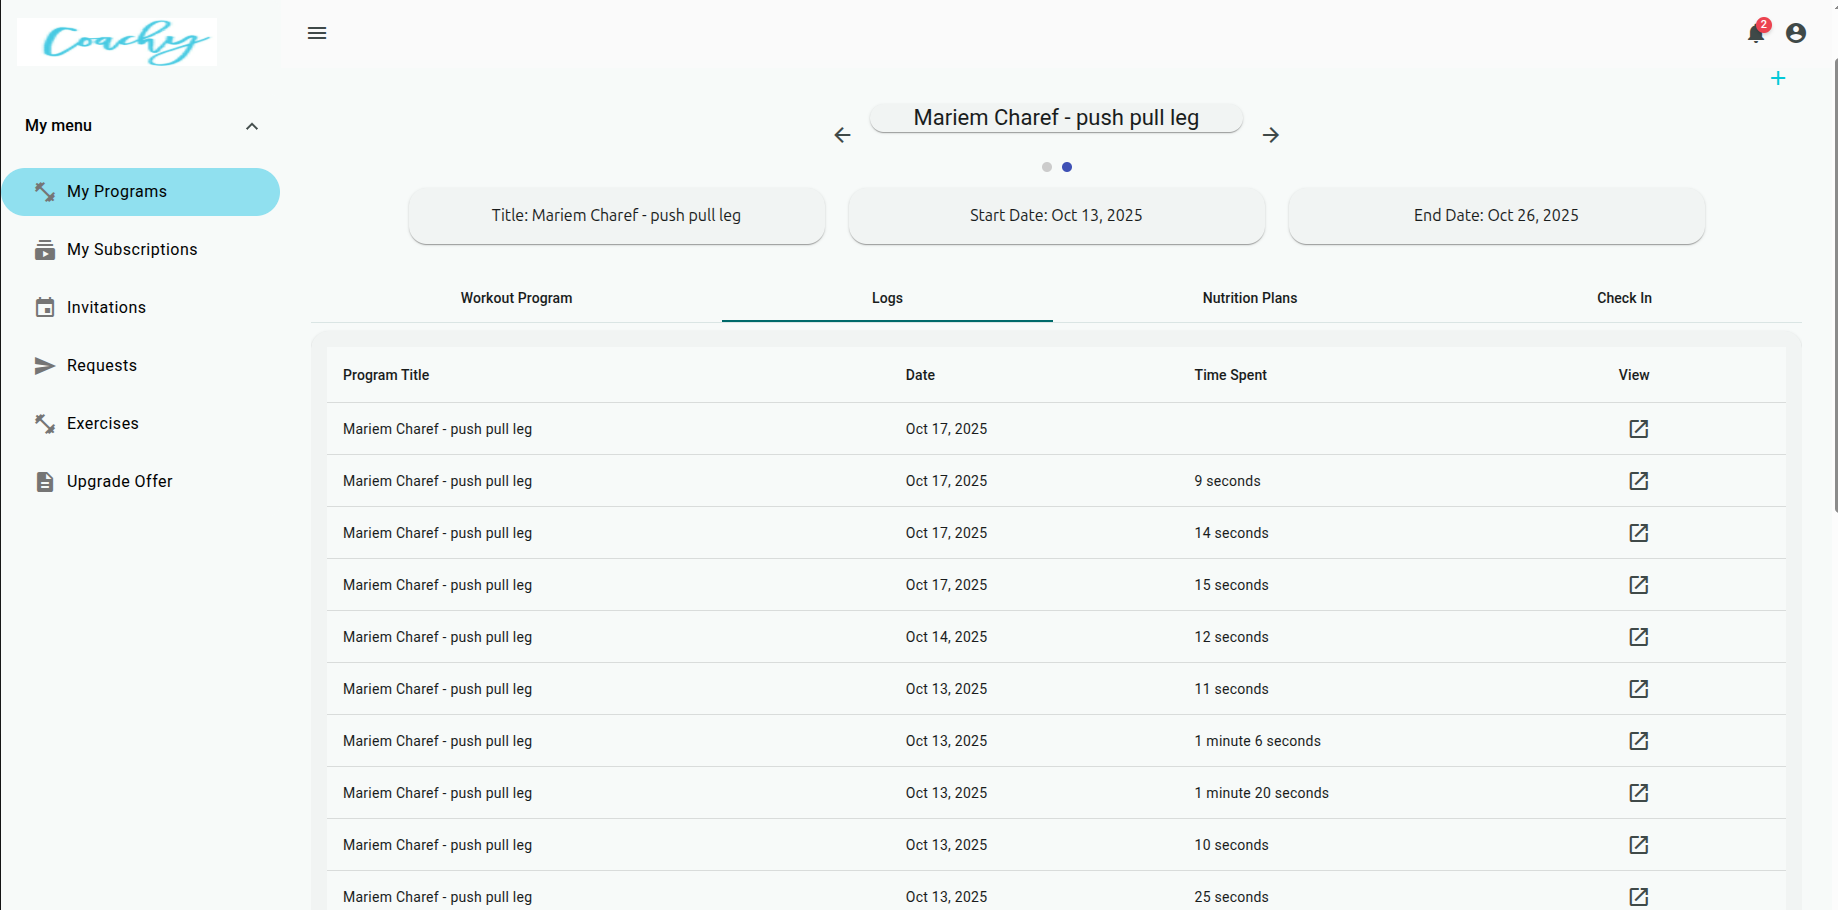 Coachy
2
My menu
My Programs
My Subscriptions
Invitations
Requests
Exercises
Upgrade Offer
Mariem Charef - push pull leg
Title: Mariem Charef - push pull leg
Start Date: Oct 13, 2025
End Date: Oct 26, 2025
Workout Program
Logs
Nutrition Plans
Check In
Program Title Date Time Spent View
Mariem Charef - push pull leg Oct 17, 2025
Mariem Charef - push pull leg Oct 17, 2025 9 seconds
Mariem Charef - push pull leg Oct 17, 2025 14 seconds
Mariem Charef - push pull leg Oct 17, 2025 15 seconds
Mariem Charef - push pull leg Oct 14, 2025 12 seconds
Mariem Charef - push pull leg Oct 13, 2025 11 seconds
Mariem Charef - push pull leg Oct 13, 2025 1 minute 6 seconds
Mariem Charef - push pull leg Oct 13, 2025 1 minute 20 seconds
Mariem Charef - push pull leg Oct 13, 2025 10 seconds
Mariem Charef - push pull leg Oct 13, 2025 25 seconds